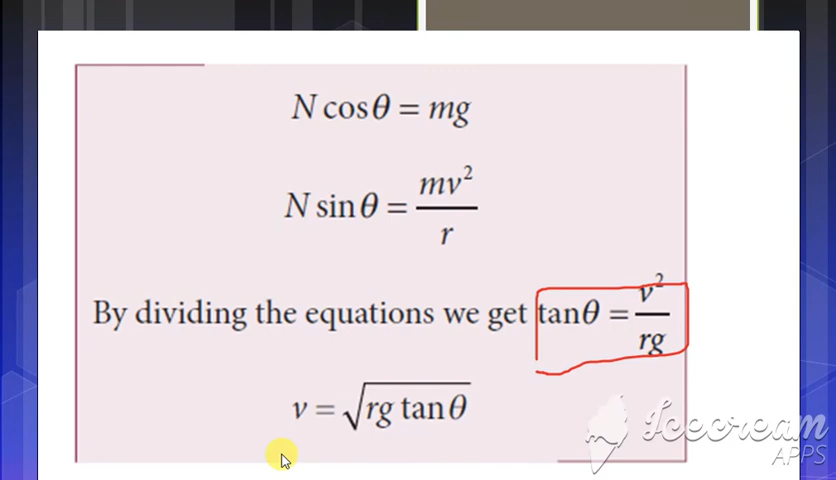 N cosθ = mg
N sinθ = mv²/r
By dividing the equations we get tanθ = v²/rg
v = √(rg tanθ)
Icecream
APPS